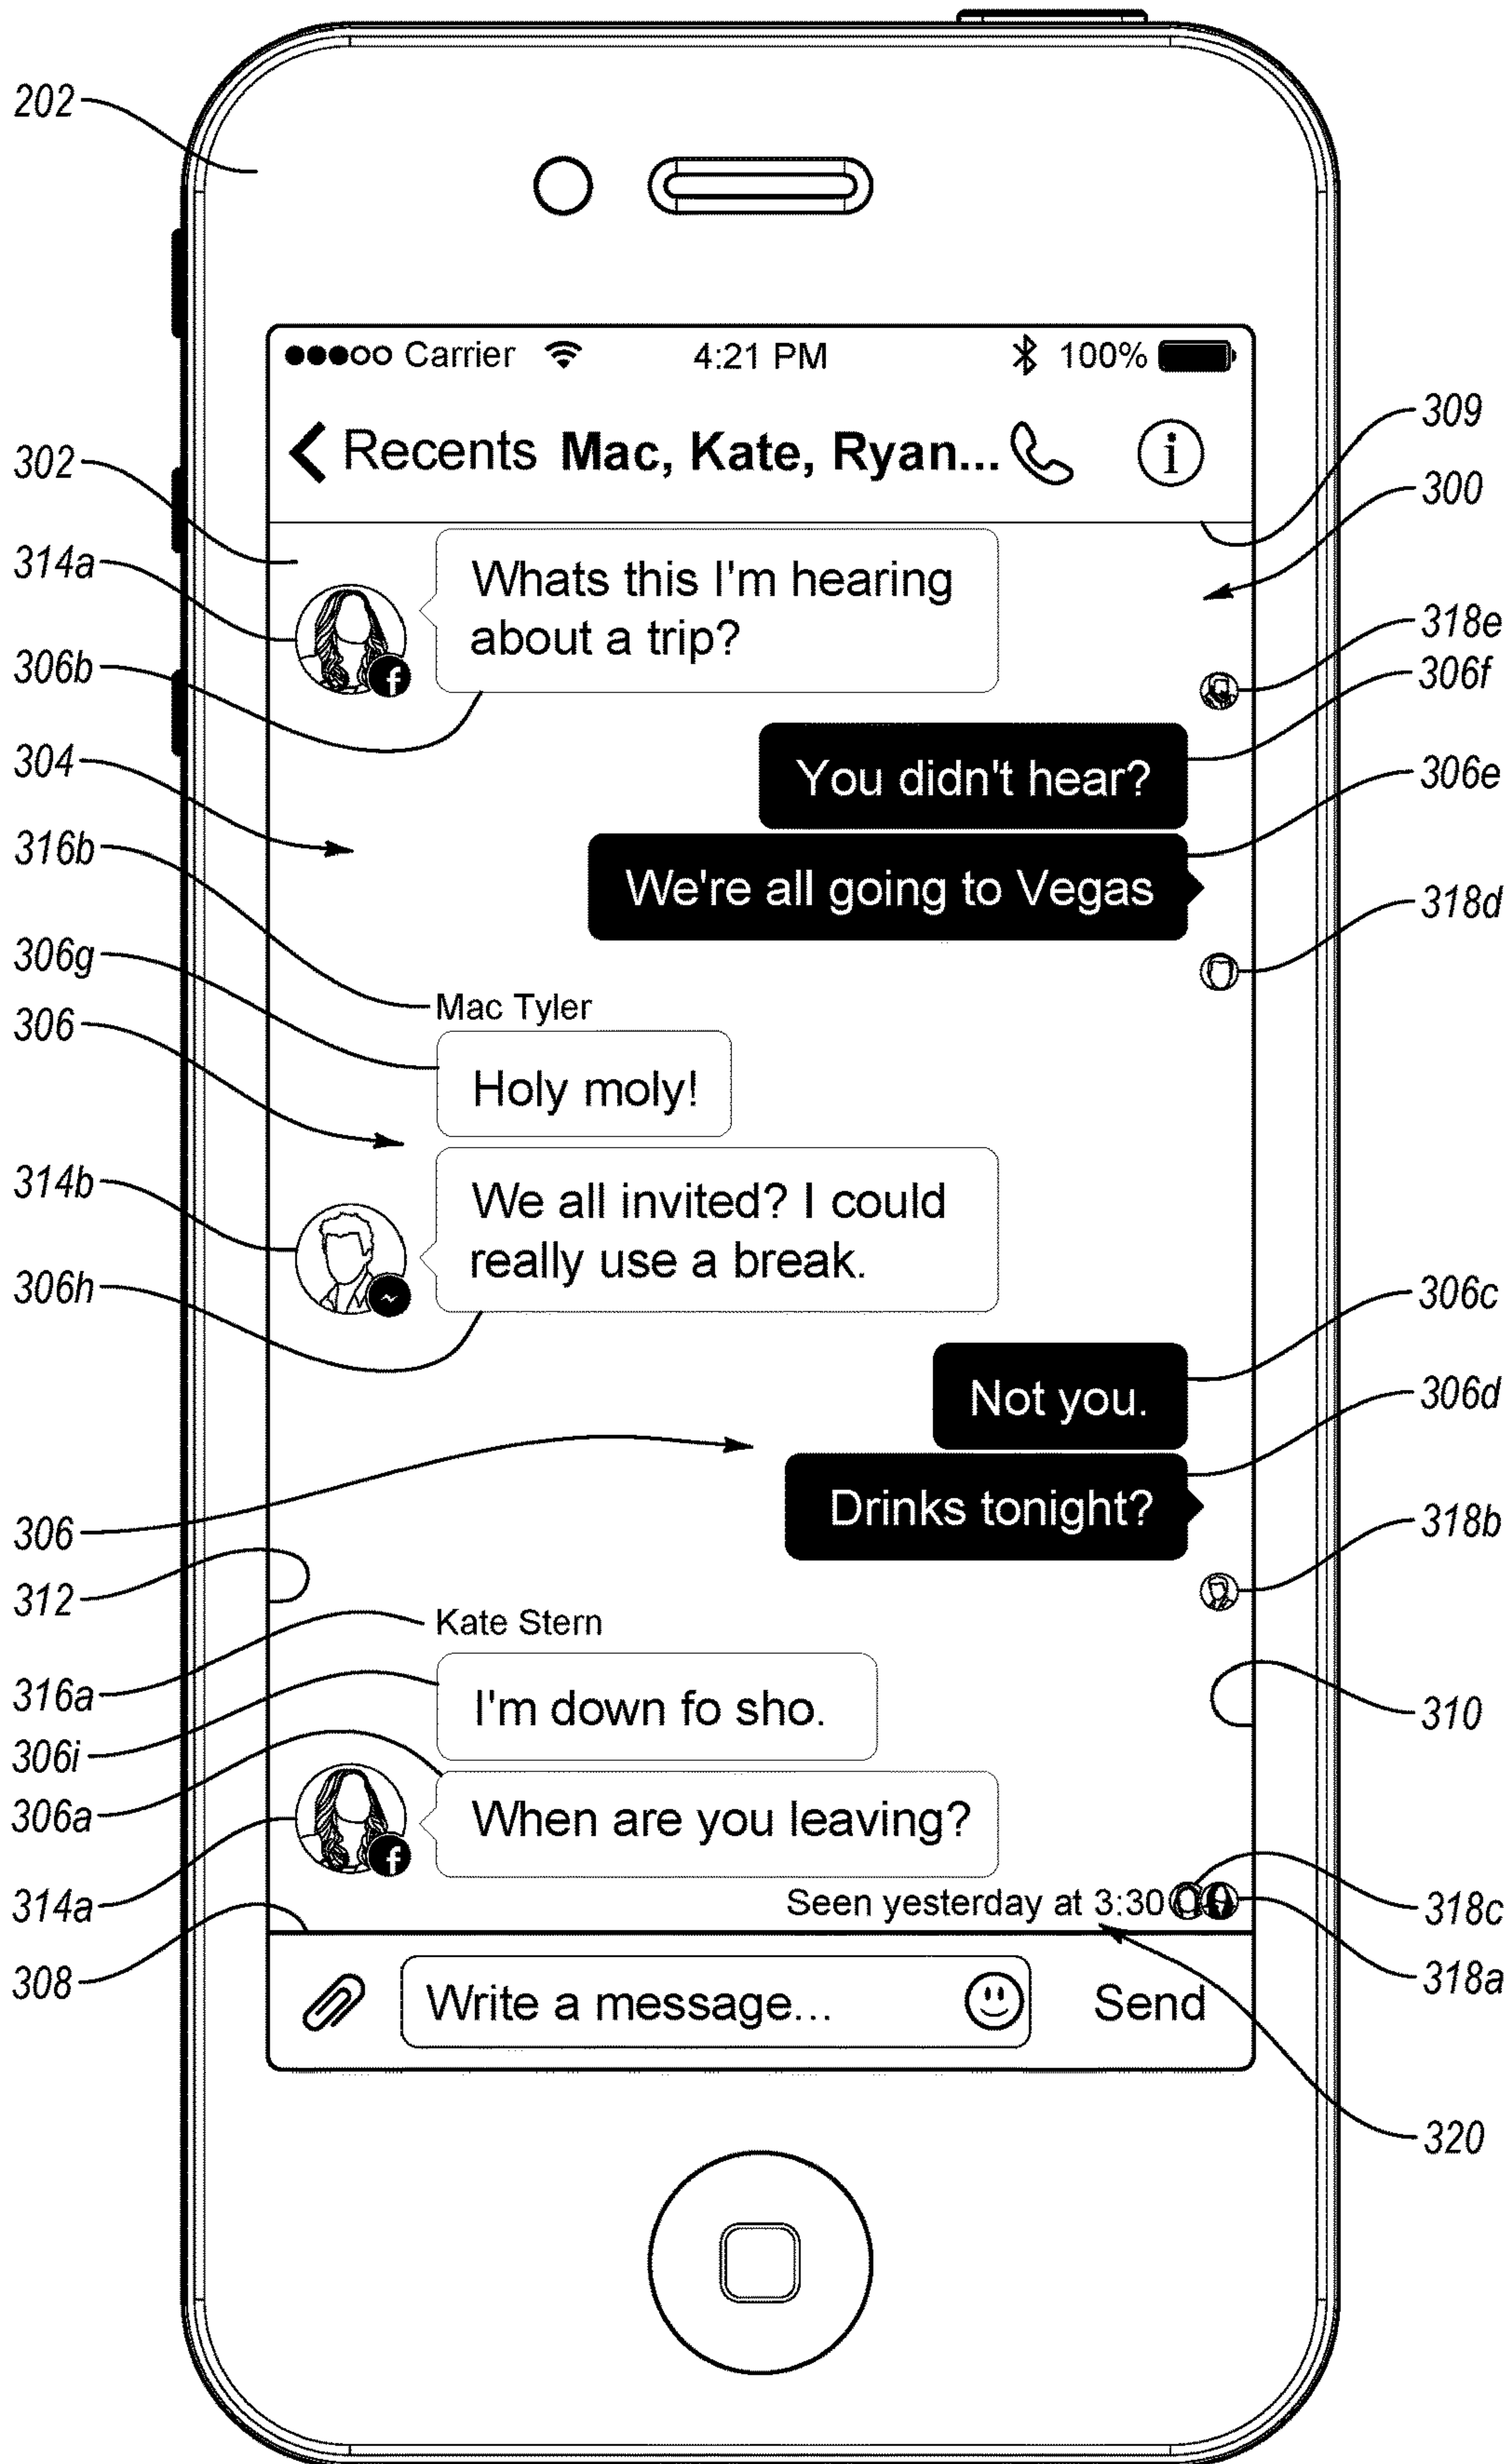 202
Carrier 4:21 PM 100%
309
302
Recents Mac, Kate, Ryan...
300
314a
Whats this I'm hearing
about a trip?
318e
306b
306f
304
You didn't hear?
306e
316b
We're all going to Vegas
318d
306g
Mac Tyler
306
Holy moly!
314b
We all invited? I could
really use a break.
306h
306c
Not you.
306d
306
Drinks tonight?
318b
312
Kate Stern
316a
I'm down fo sho.
310
306i
306a
When are you leaving?
314a
Seen yesterday at 3:30
318c
308
318a
Write a message... Send
320